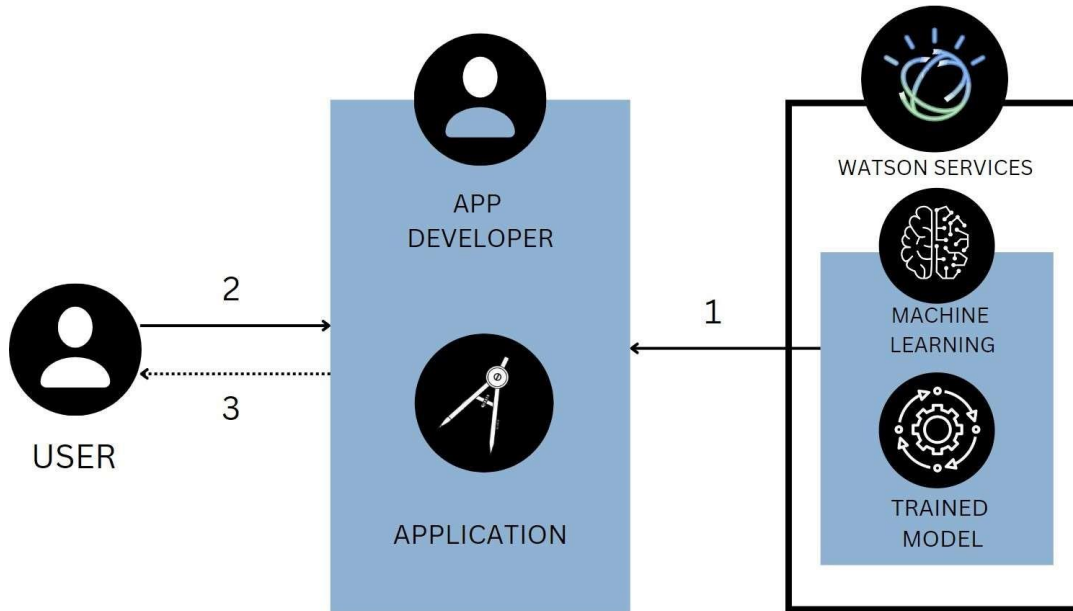 WATSON SERVICES
APP
DEVELOPER
2
1
MACHINE
LEARNING
3
USER
APPLICATION
TRAINED
MODEL